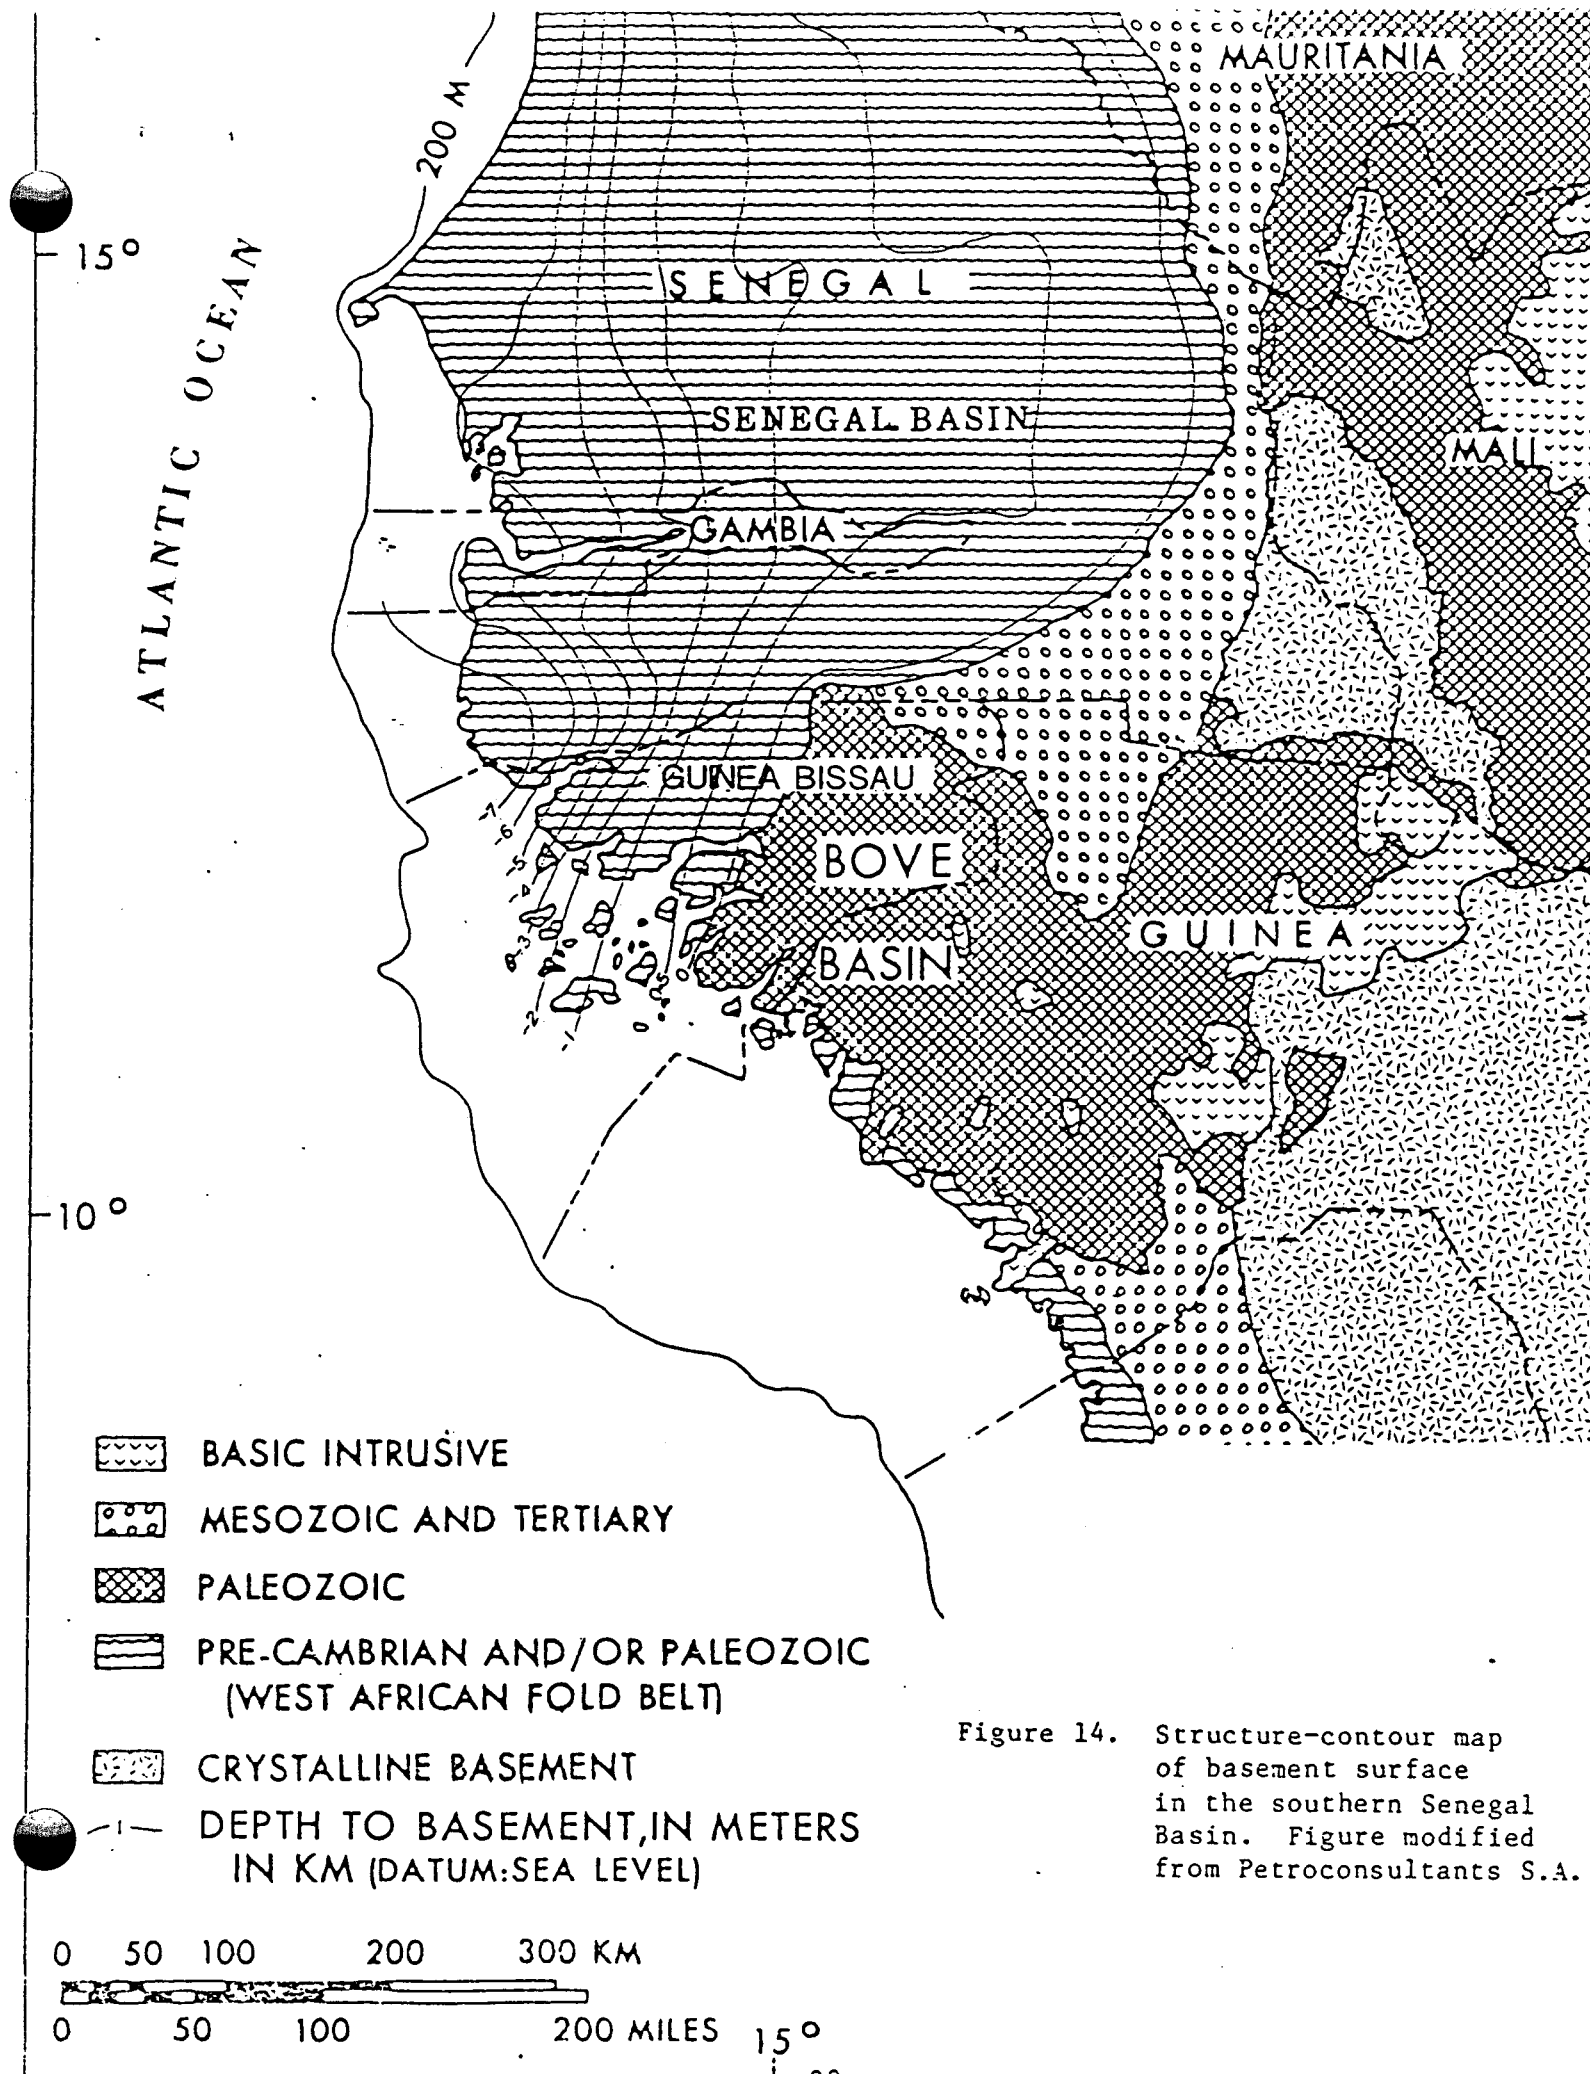 MAURITANIA
200 M
15°
ATLANTIC OCEAN
SENEGAL
SENEGAL BASIN
MALI
GAMBIA
GUINEA BISSAU
-7
-6
-5
-4
-3
-2
-1
-.5
BOVE
BASIN
GUINEA
10°
BASIC INTRUSIVE
MESOZOIC AND TERTIARY
PALEOZOIC
PRE-CAMBRIAN AND/OR PALEOZOIC
(WEST AFRICAN FOLD BELT)
CRYSTALLINE BASEMENT
-1-
DEPTH TO BASEMENT, IN METERS
IN KM (DATUM:SEA LEVEL)
Figure 14. Structure-contour map
of basement surface
in the southern Senegal
Basin. Figure modified
from Petroconsultants S.A.
0 50 100 200 300 KM
0 50 100 200 MILES
15°